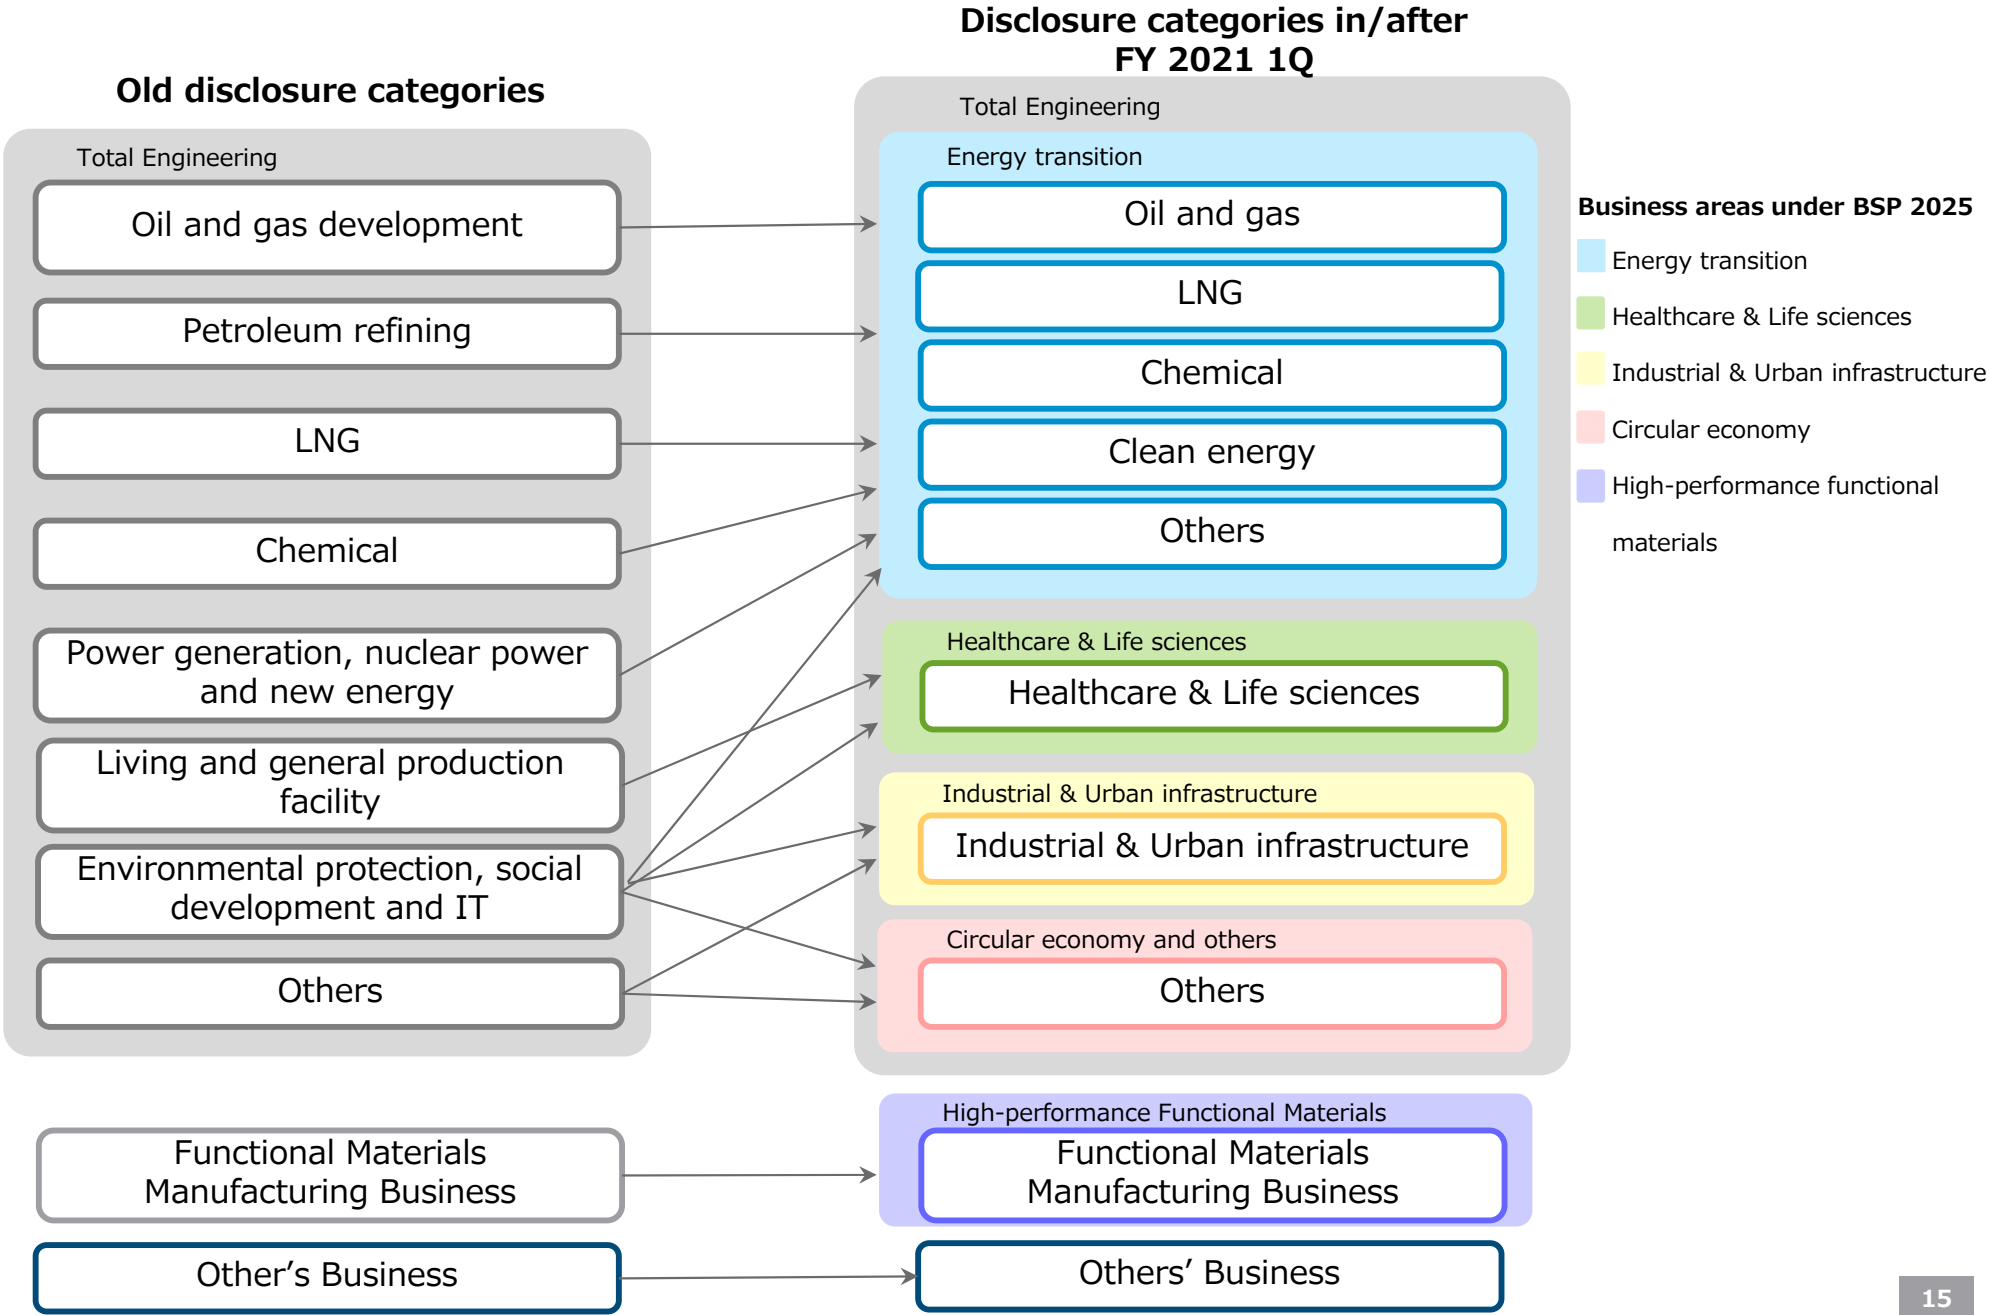 Old disclosure categories
Total Engineering
Oil and gas development
Petroleum refining
LNG
Chemical
Power generation, nuclear power
and new energy
Living and general production
facility
Environmental protection, social
development and IT
Others
Functional Materials
Manufacturing Business
Other’s Business
Disclosure categories in/after
FY 2021 1Q
Total Engineering
Energy transition
Oil and gas
LNG
Chemical
Clean energy
Others
Healthcare & Life sciences
Healthcare & Life sciences
Industrial & Urban infrastructure
Industrial & Urban infrastructure
Circular economy and others
Others
High-performance Functional Materials
Functional Materials
Manufacturing Business
Others’ Business
Business areas under BSP 2025
Energy transition
Healthcare & Life sciences
Industrial & Urban infrastructure
Circular economy
High-performance functional
materials
15